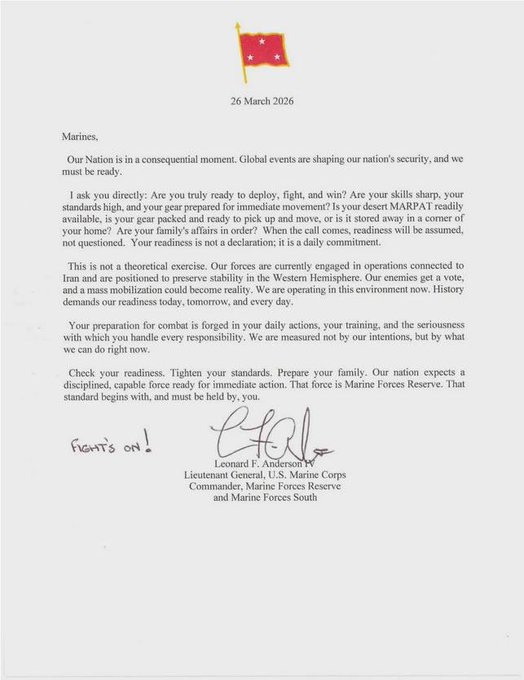 26 March 2026
Marines,
Our Nation is in a consequential moment. Global events are shaping our nation's security, and we
must be ready.
I ask you directly: Are you truly ready to deploy, fight, and win? Are your skills sharp, your
standards high, and your gear prepared for immediate movement? Is your desert MARPAT readily
available, is your gear packed and ready to pick up and move, or is it stored away in a corner of
your home? Are your family's affairs in order? When the call comes, readiness will be assumed,
not questioned. Your readiness is not a declaration; it is a daily commitment.
This is not a theoretical exercise. Our forces are currently engaged in operations connected to
Iran and are positioned to preserve stability in the Western Hemisphere. Our enemies get a vote,
and a mass mobilization could become reality. We are operating in this environment now. History
demands our readiness today, tomorrow, and every day.
Your preparation for combat is forged in your daily actions, your training, and the seriousness
with which you handle every responsibility. We are measured not by our intentions, but by what
we can do right now.
Check your readiness. Tighten your standards. Prepare your family. Our nation expects a
disciplined, capable force ready for immediate action. That force is Marine Forces Reserve. That
standard begins with, and must be held by, you.
FIGHT'S ON!
Leonard F. Anderson IV
Lieutenant General, U.S. Marine Corps
Commander, Marine Forces Reserve
and Marine Forces South